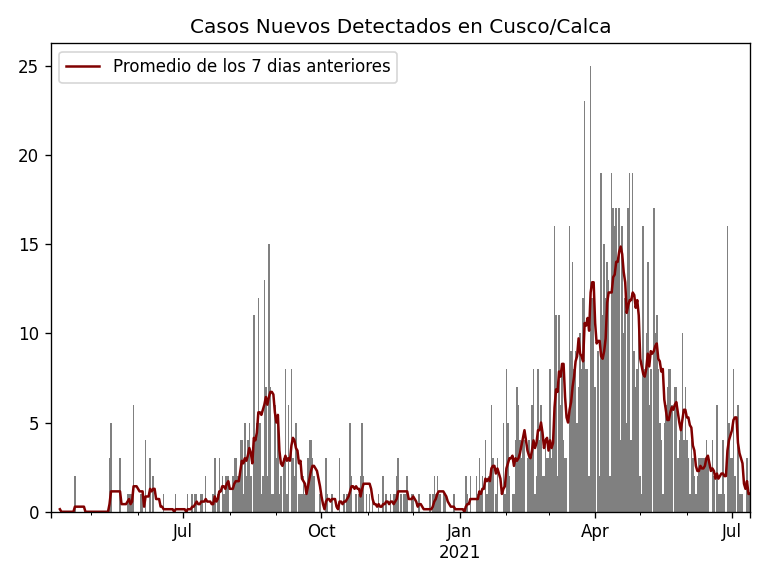 Casos Nuevos Detectados en Cusco/Calca
Promedio de los 7 dias anteriores
25
20
15
10
5
0
Jul
Oct
Jan
2021
Apr
Jul